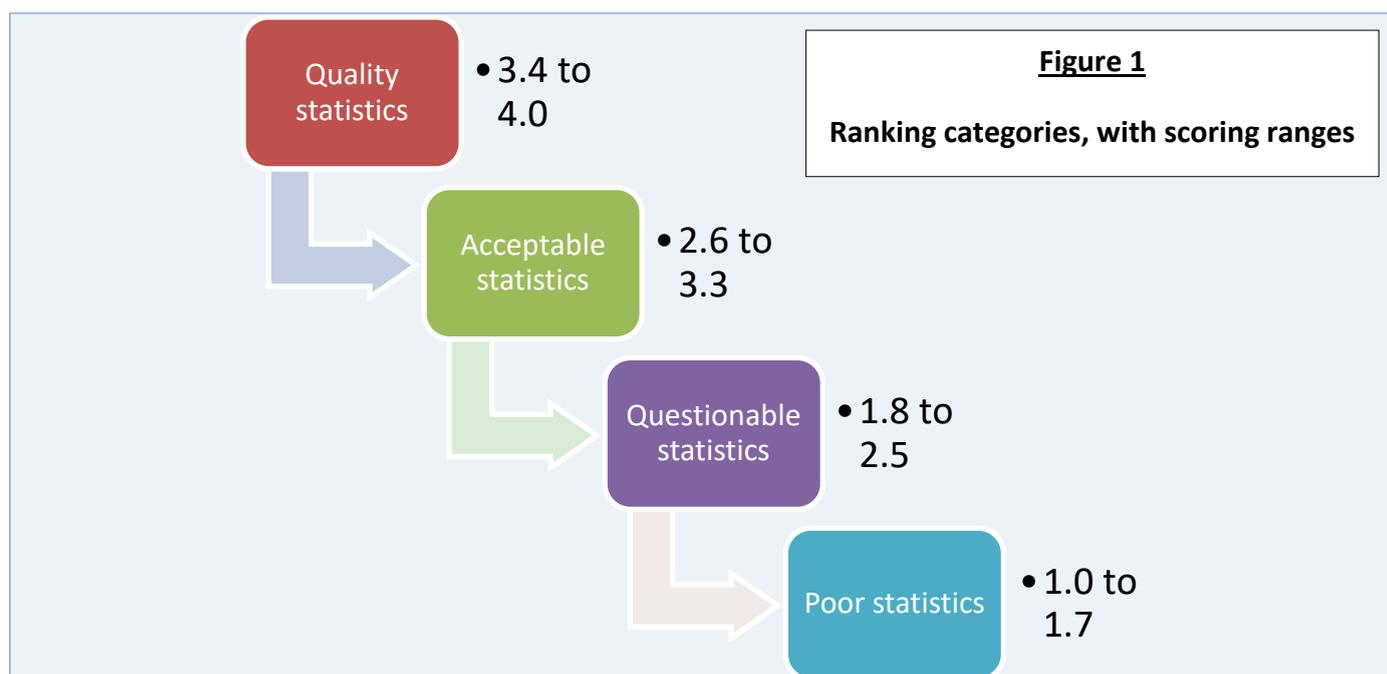 Figure 1
Ranking categories, with scoring ranges
Quality
statistics
• 3.4 to
4.0
Acceptable
statistics
• 2.6 to
3.3
Questionable
statistics
• 1.8 to
2.5
Poor statistics
• 1.0 to
1.7